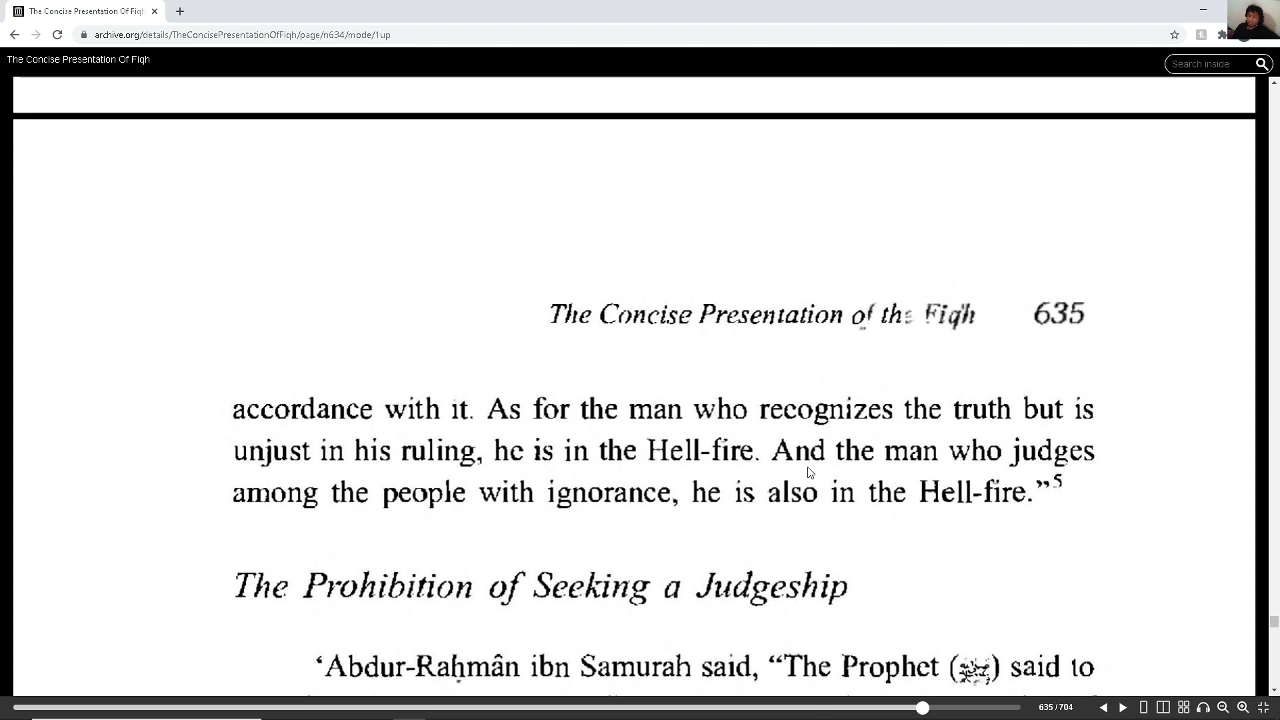 The Concise Presentation Of Fiqh
archive.org/details/TheConcisePresentationOfFiqh/page/n634/mode/1up
The Concise Presentation Of Fiqh
Search inside
The Concise Presentation of the Fiqh 635
accordance with it. As for the man who recognizes the truth but is
unjust in his ruling, he is in the Hell-fire. And the man who judges
among the people with ignorance, he is also in the Hell-fire.”5
The Prohibition of Seeking a Judgeship
‘Abdur-Raḥmân ibn Samurah said, “The Prophet (ﷺ) said to
635 / 704